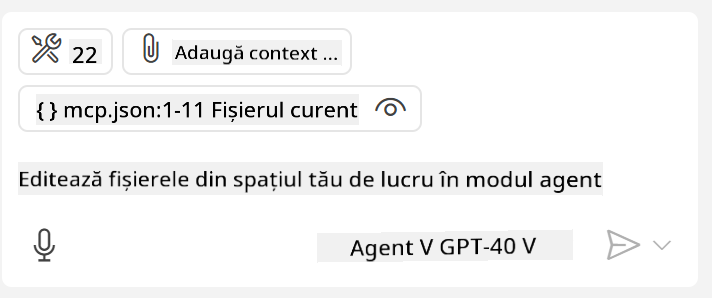 22
Adaugă context ...
{ } mcp.json:1-11 Fișierul curent
Editează fișierele din spațiul tău de lucru în modul agent
Agent V GPT-40 V